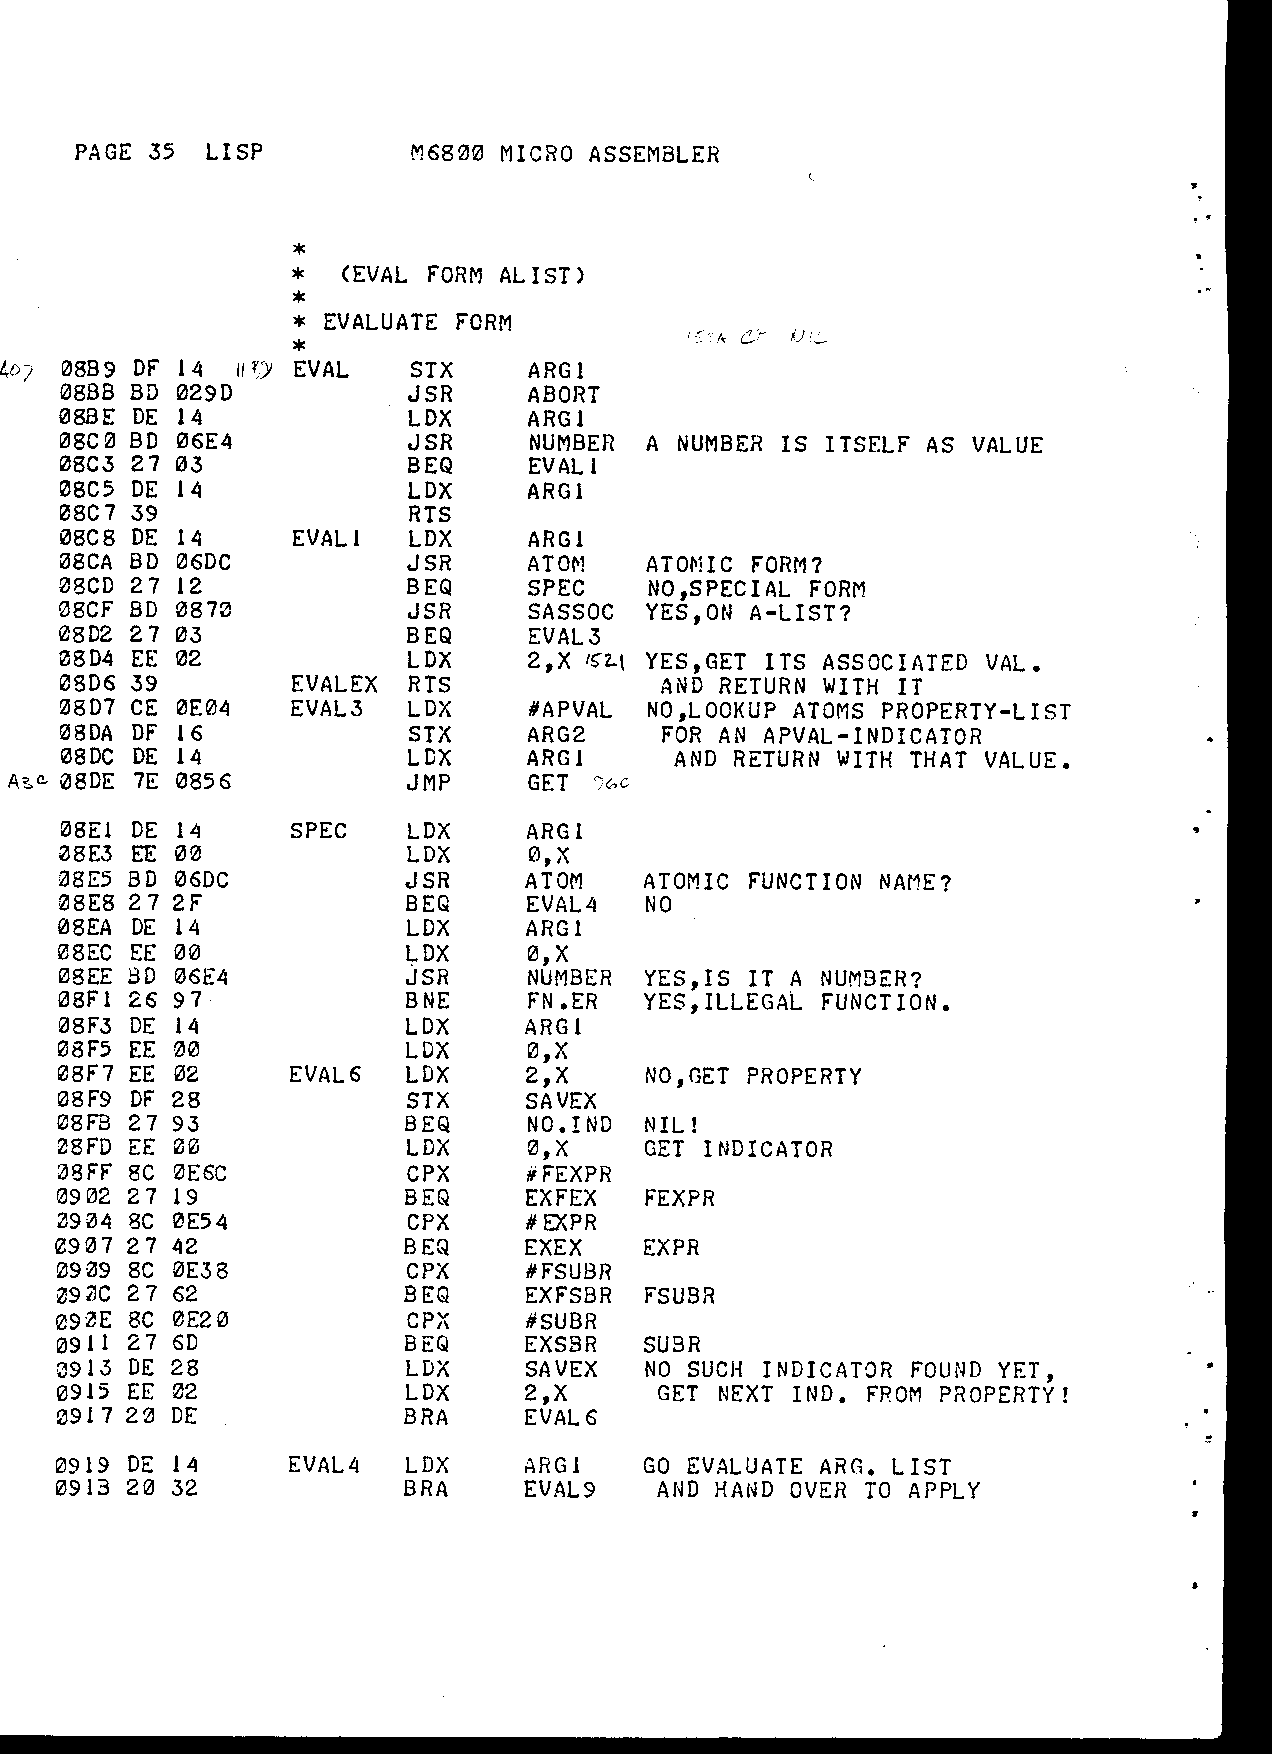 PAGE 35 LISP M6800 MICRO ASSEMBLER
*
* (EVAL FORM ALIST)
*
* EVALUATE FORM
*
08B9 DF 14 EVAL STX ARG1
08BB BD 029D JSR ABORT
08BE DE 14 LDX ARG1
08C0 BD 06E4 JSR NUMBER A NUMBER IS ITSELF AS VALUE
08C3 27 03 BEQ EVAL1
08C5 DE 14 LDX ARG1
08C7 39 RTS
08C8 DE 14 EVAL1 LDX ARG1
08CA BD 06DC JSR ATOM ATOMIC FORM?
08CD 27 12 BEQ SPEC NO,SPECIAL FORM
08CF BD 0870 JSR SASSOC YES,ON A-LIST?
08D2 27 03 BEQ EVAL3
08D4 EE 02 LDX 2,X 1521 YES,GET ITS ASSOCIATED VAL.
08D6 39 EVALEX RTS AND RETURN WITH IT
08D7 CE 0E04 EVAL3 LDX #APVAL NO,LOOKUP ATOMS PROPERTY-LIST
08DA DF 16 STX ARG2 FOR AN APVAL-INDICATOR
08DC DE 14 LDX ARG1 AND RETURN WITH THAT VALUE.
08DE 7E 0856 JMP GET
08E1 DE 14 SPEC LDX ARG1
08E3 EE 00 LDX 0,X
08E5 BD 06DC JSR ATOM ATOMIC FUNCTION NAME?
08E8 27 2F BEQ EVAL4 NO
08EA DE 14 LDX ARG1
08EC EE 00 LDX 0,X
08EE BD 06E4 JSR NUMBER YES,IS IT A NUMBER?
08F1 26 97 BNE FN.ER YES,ILLEGAL FUNCTION.
08F3 DE 14 LDX ARG1
08F5 EE 00 LDX 0,X
08F7 EE 02 EVAL6 LDX 2,X NO,GET PROPERTY
08F9 DF 28 STX SAVEX
08FB 27 93 BEQ NO.IND NIL!
08FD EE 00 LDX 0,X GET INDICATOR
08FF 8C 0E6C CPX #FEXPR
0902 27 19 BEQ EXFEX FEXPR
0904 8C 0E54 CPX #EXPR
0907 27 42 BEQ EXEX EXPR
0909 8C 0E38 CPX #FSUBR
090C 27 62 BEQ EXFSBR FSUBR
090E 8C 0E20 CPX #SUBR
0911 27 6D BEQ EXSBR SUBR
0913 DE 28 LDX SAVEX NO SUCH INDICATOR FOUND YET,
0915 EE 02 LDX 2,X GET NEXT IND. FROM PROPERTY!
0917 20 DE BRA EVAL6
0919 DE 14 EVAL4 LDX ARG1 GO EVALUATE ARG. LIST
091B 20 32 BRA EVAL9 AND HAND OVER TO APPLY